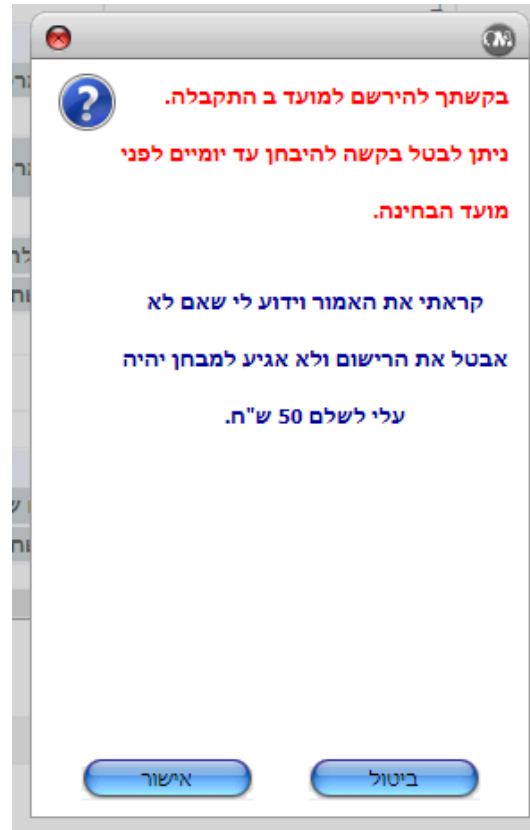 בקשתך להירשם למועד ב התקבלה.
ניתן לבטל בקשה להיבחן עד יומיים לפני
מועד הבחינה.
קראתי את האמור וידוע לי שאם לא
אבטל את הרישום ולא אגיע למבחן יהיה
עלי לשלם 50 ש"ח.
ביטול
אישור